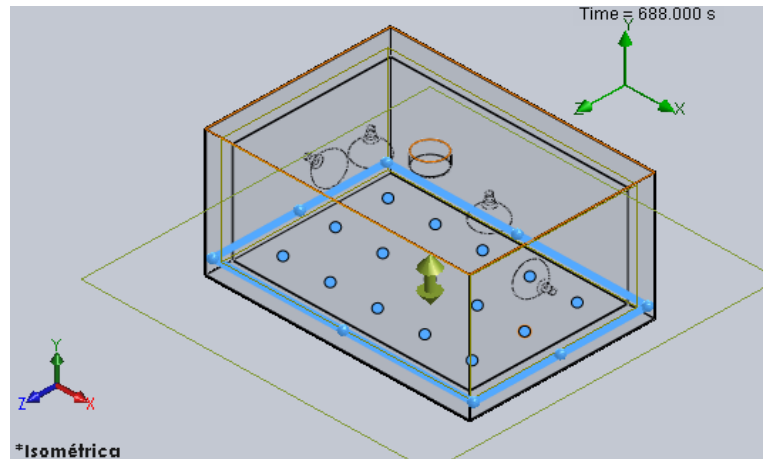 Time = 688.000 s
Y
Z
X
Y
Z
X
*Isométrica